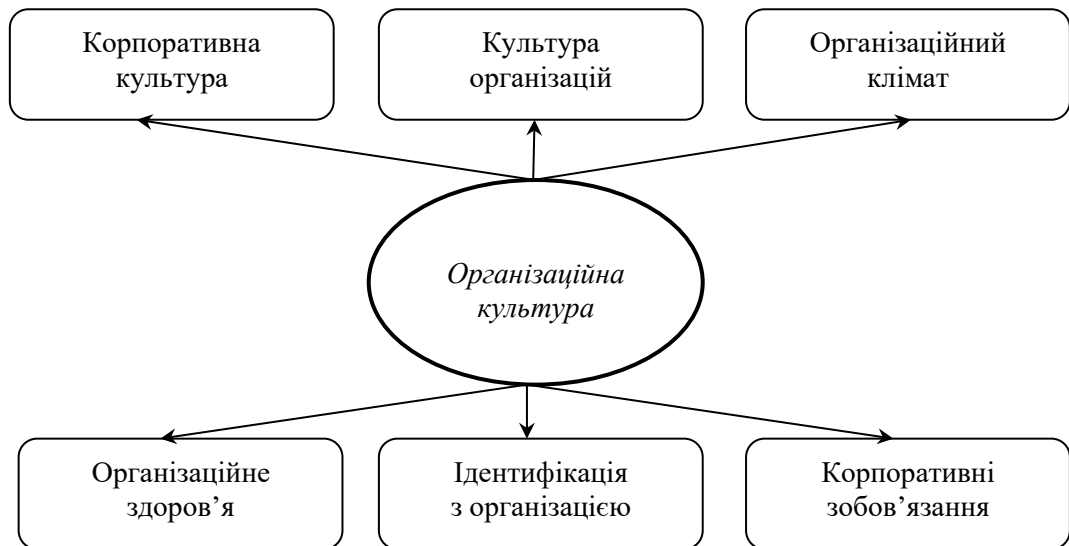 Корпоративна
культура
Культура
організацій
Організаційний
клімат
Організаційна
культура
Організаційне
здоров’я
Ідентифікація
з організацією
Корпоративні
зобов’язання